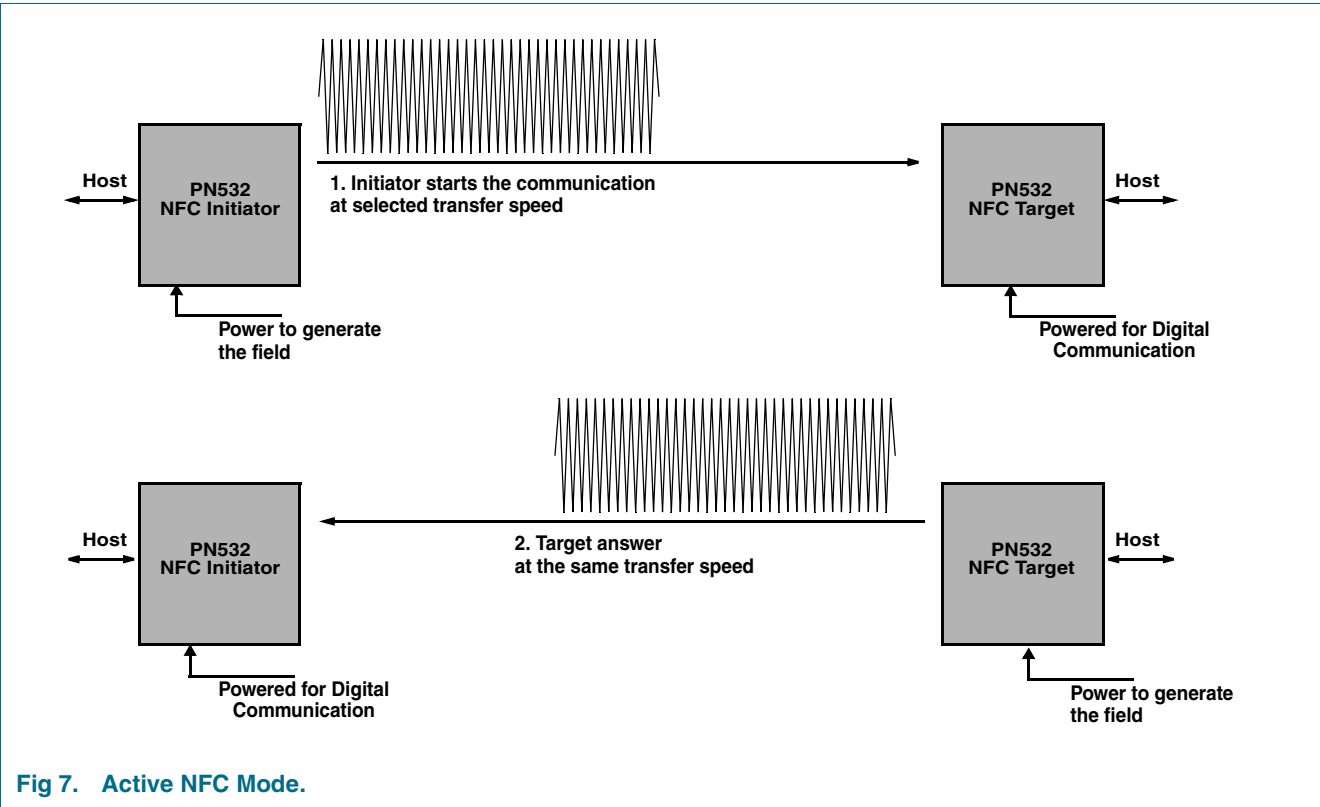 Host
PN532
NFC Initiator
1. Initiator starts the communication
at selected transfer speed
PN532
NFC Target
Host
Power to generate
the field
Powered for Digital
Communication
Host
PN532
NFC Initiator
2. Target answer
at the same transfer speed
PN532
NFC Target
Host
Powered for Digital
Communication
Power to generate
the field
Fig 7. Active NFC Mode.